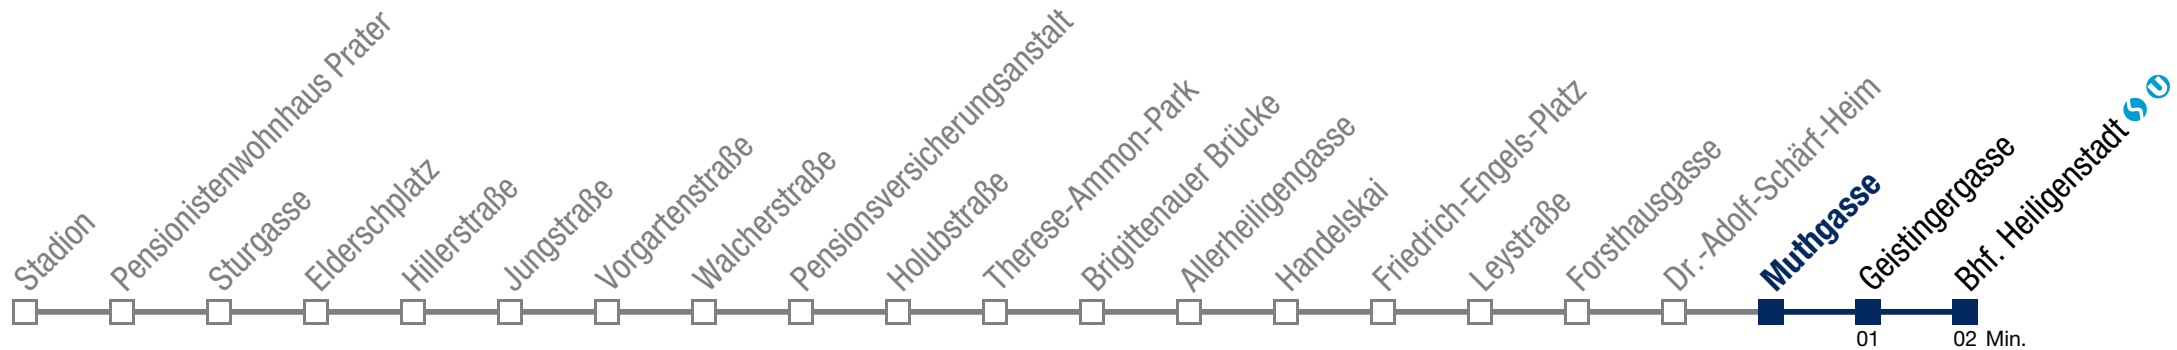 Stadion
Pensionistenwohnhaus Prater
Sturgasse
Elderschplatz
Hillerstraße
Jungstraße
Vorgartenstraße
Walcherstraße
Pensionsversicherungsanstalt
Holubstraße
Therese-Ammon-Park
Brigittenauer Brücke
Allerheiligengasse
Handelskai
Friedrich-Engels-Platz
Leystraße
Forsthausgasse
Dr.-Adolf-Schärf-Heim
Muthgasse
Geistingergasse
Bhf. Heiligenstadt S U
01
02 Min.